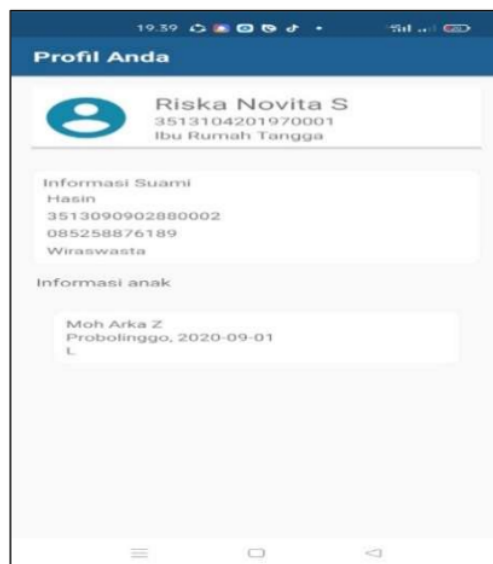 19.39
Profil Anda
Riska Novita S
3513104201970001
Ibu Rumah Tangga
Informasi Suami
Hasin
3513090902880002
085258876189
Wiraswasta
Informasi anak
Moh Arka Z
Probolinggo, 2020-09-01
L